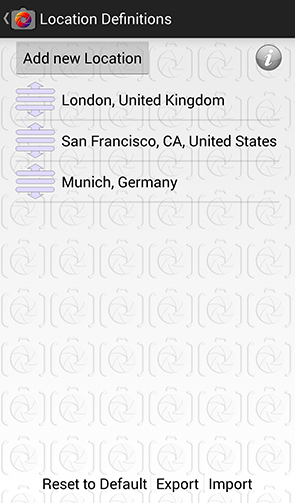 Location Definitions
Add new Location
London, United Kingdom
San Francisco, CA, United States
Munich, Germany
Reset to Default Export Import